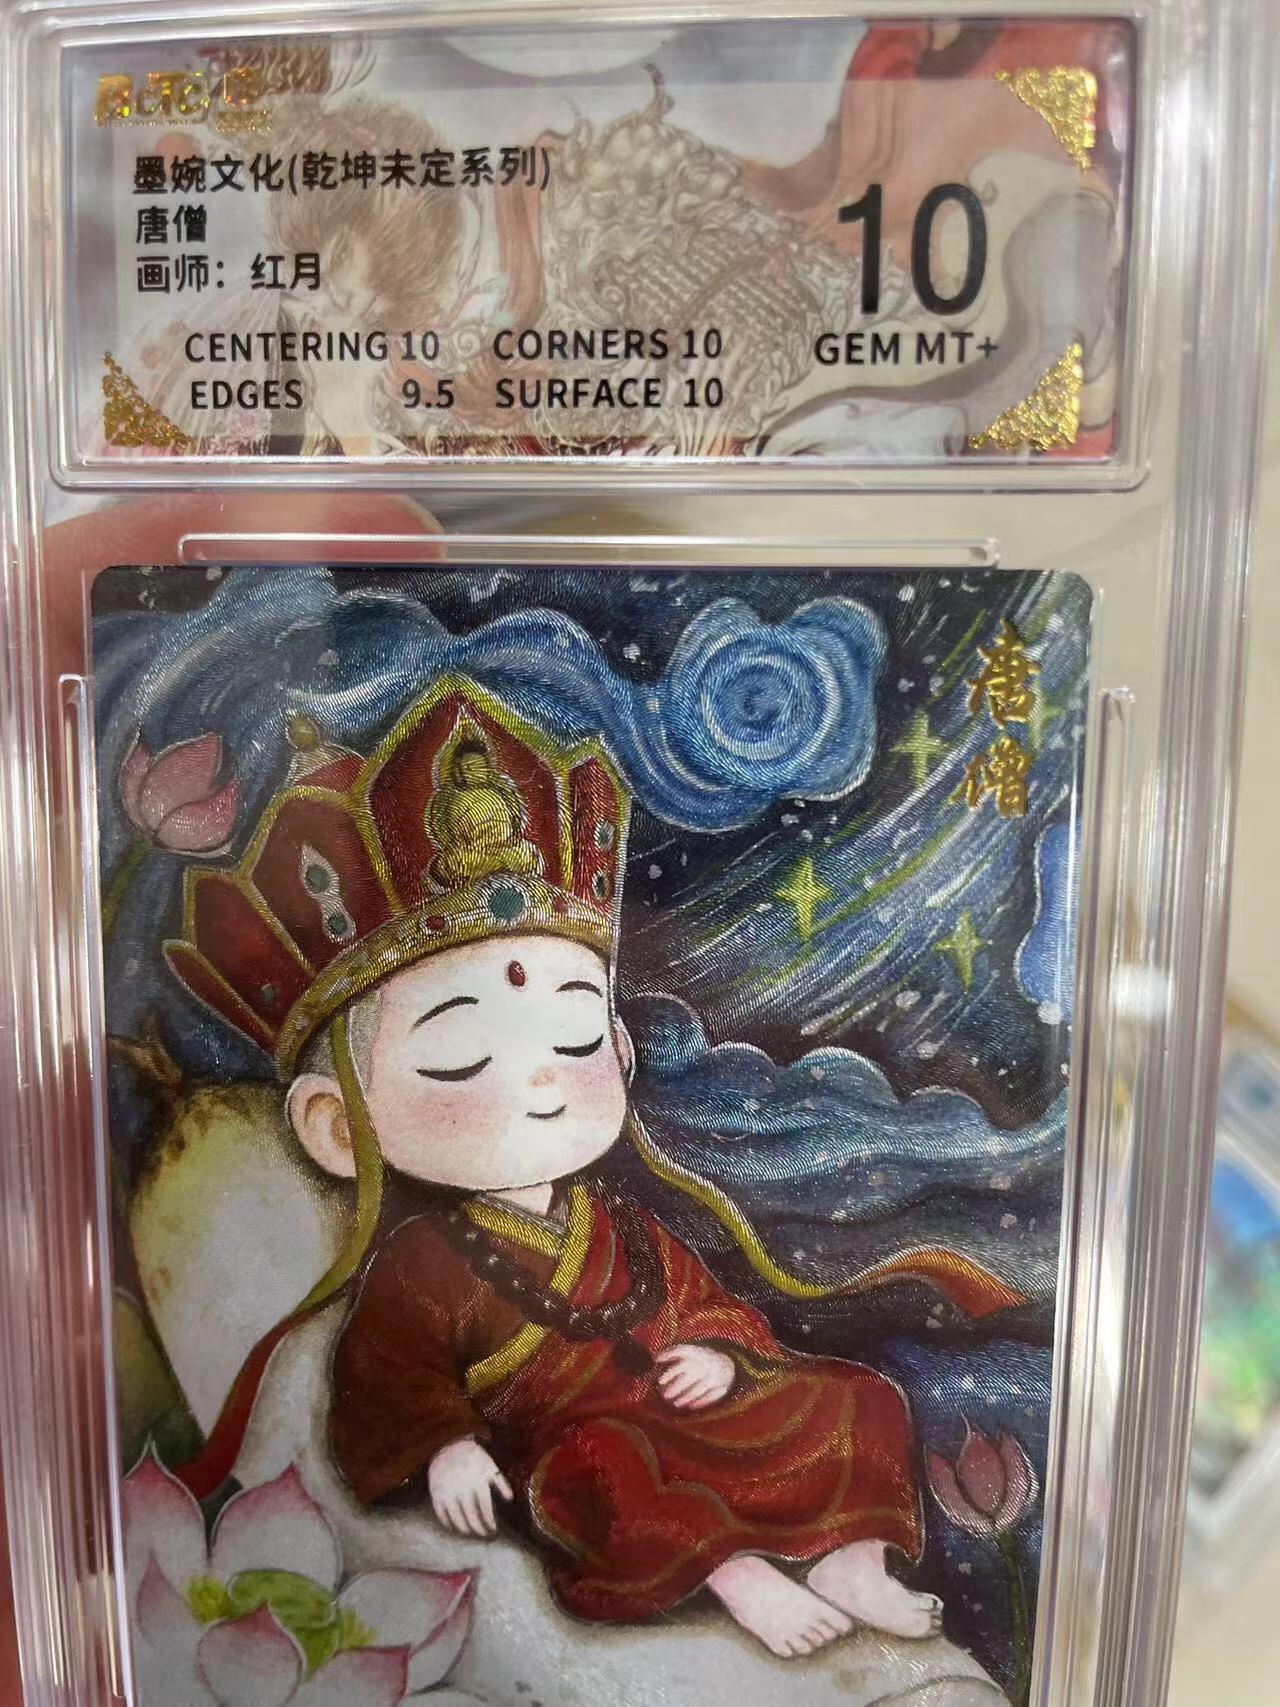 CTC
墨婉文化(乾坤未定系列)
唐僧
画师：红月
CENTERING 10 CORNERS 10
EDGES 9.5 SURFACE 10
10
GEM MT+
唐僧